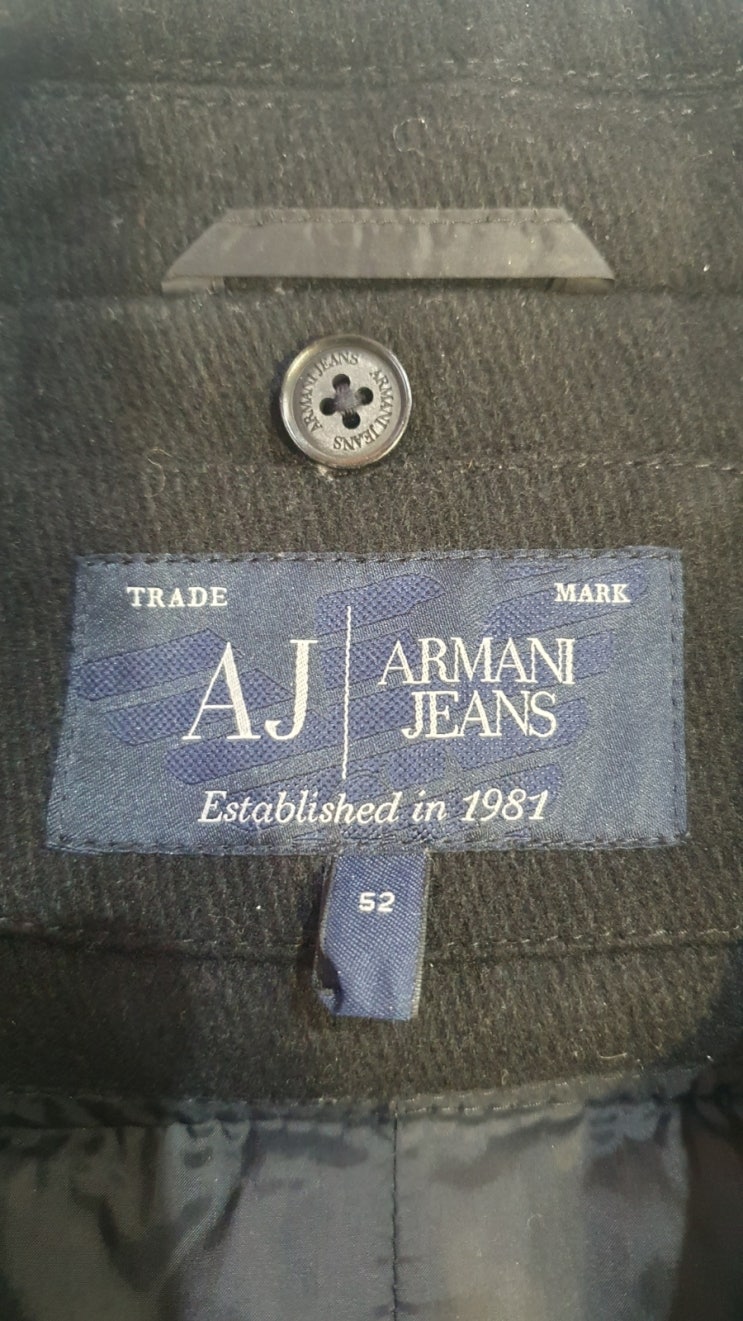 ARMANI JEANS ARMANI JEANS
TRADE MARK
AJ ARMANI
JEANS
Established in 1981
52